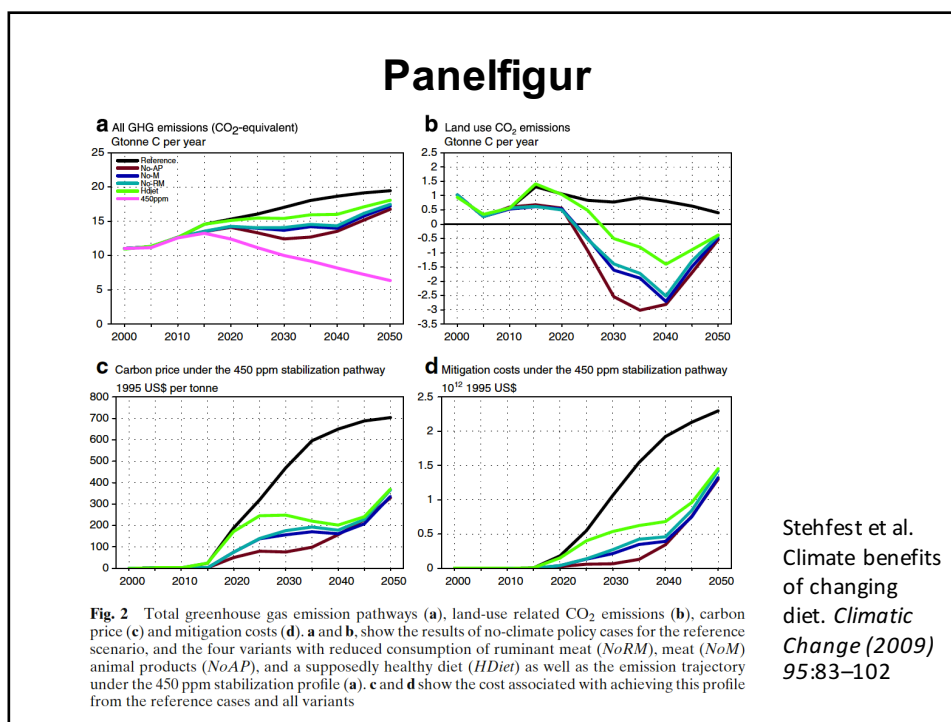 Panelfigur
a All GHG emissions (CO2-equivalent)
Gtonne C per year
25
20
15
10
5
0
Reference
No-AP
No-M
No-RM
Hdiet
450ppm
2000 2010 2020 2030 2040 2050
b Land use CO2 emissions
Gtonne C per year
2.5
2
1.5
1
0.5
0
-0.5
-1
-1.5
-2
-2.5
-3
-3.5
2000 2010 2020 2030 2040 2050
c Carbon price under the 450 ppm stabilization pathway
1995 US$ per tonne
800
700
600
500
400
300
200
100
0
2000 2010 2020 2030 2040 2050
d Mitigation costs under the 450 ppm stabilization pathway
10^12 1995 US$
2.5
2
1.5
1
0.5
0
2000 2010 2020 2030 2040 2050
Fig. 2 Total greenhouse gas emission pathways (a), land-use related CO2 emissions (b), carbon
price (c) and mitigation costs (d). a and b, show the results of no-climate policy cases for the reference
scenario, and the four variants with reduced consumption of ruminant meat (NoRM), meat (NoM)
animal products (NoAP), and a supposedly healthy diet (HDiet) as well as the emission trajectory
under the 450 ppm stabilization profile (a). c and d show the cost associated with achieving this profile
from the reference cases and all variants
Stehfest et al.
Climate benefits
of changing
diet. Climatic
Change (2009)
95:83–102